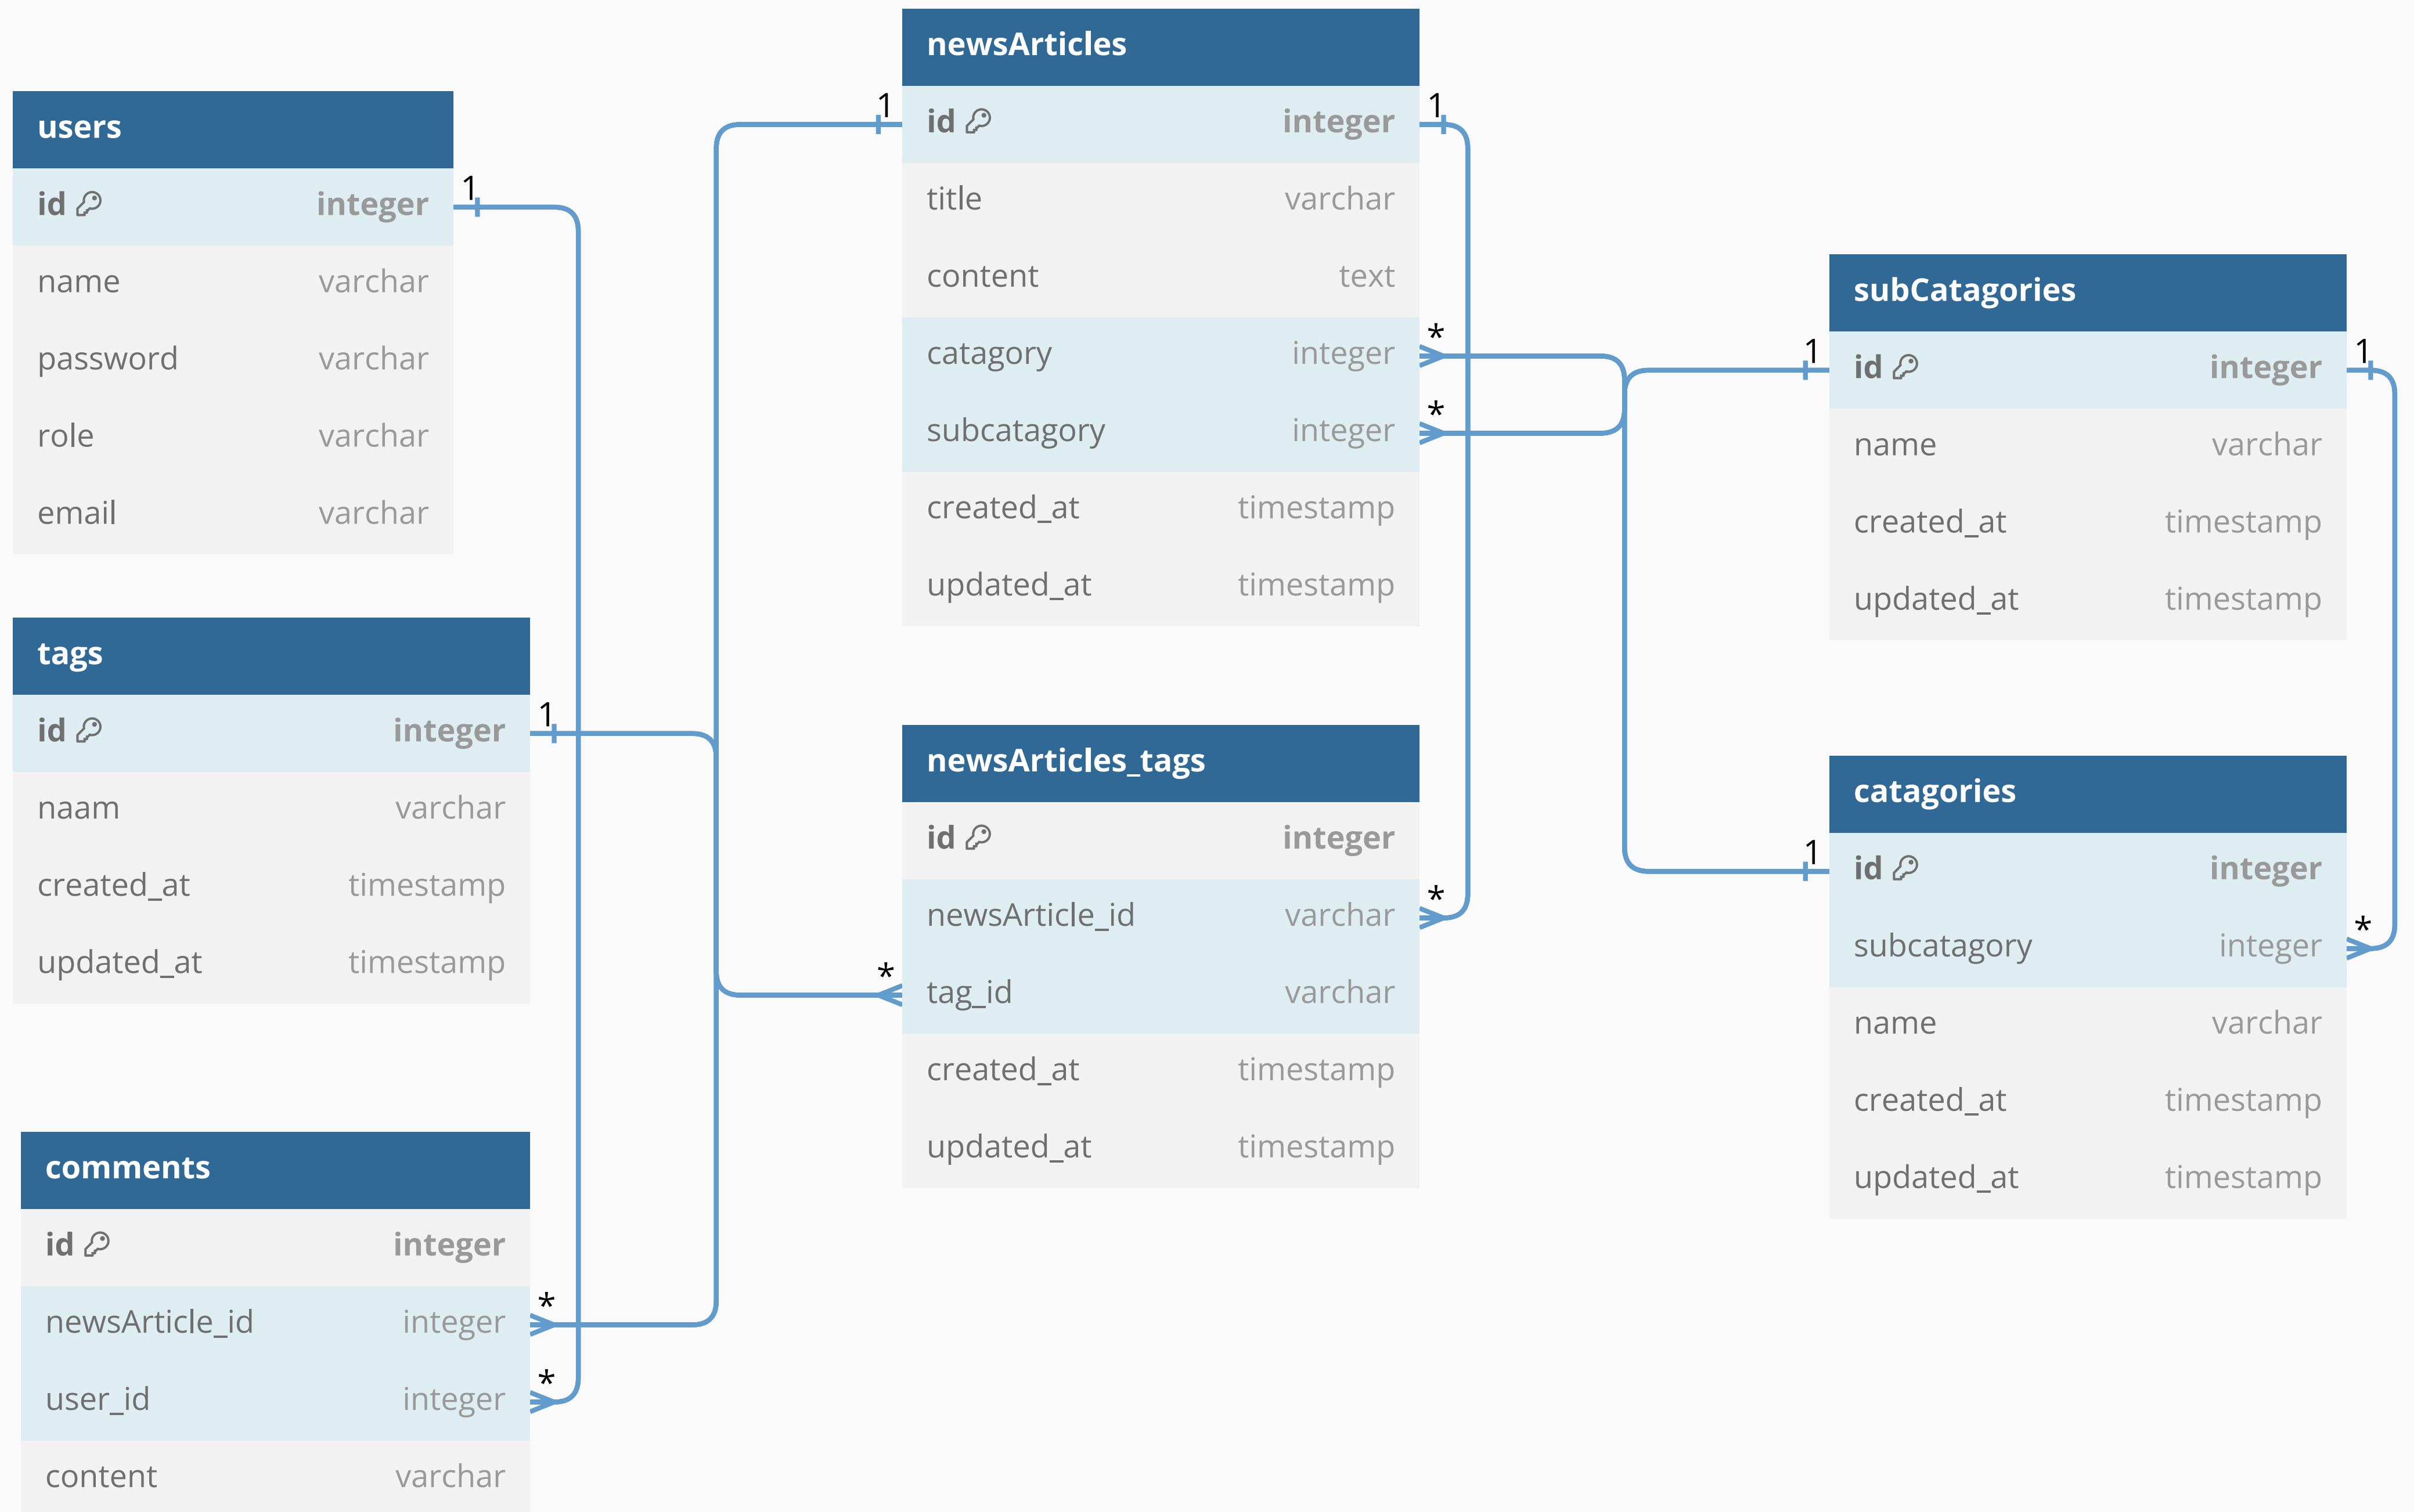 users
id integer
name varchar
password varchar
role varchar
email varchar
1
tags
id integer
naam varchar
created_at timestamp
updated_at timestamp
1
comments
id integer
newsArticle_id integer
user_id integer
content varchar
*
*
newsArticles
1
1
id integer
title varchar
content text
catagory integer
subcatagory integer
created_at timestamp
updated_at timestamp
*
*
newsArticles_tags
id integer
newsArticle_id varchar
tag_id varchar
created_at timestamp
updated_at timestamp
*
*
subCatagories
1
1
id integer
name varchar
created_at timestamp
updated_at timestamp
catagories
1
id integer
subcatagory integer
*
name varchar
created_at timestamp
updated_at timestamp